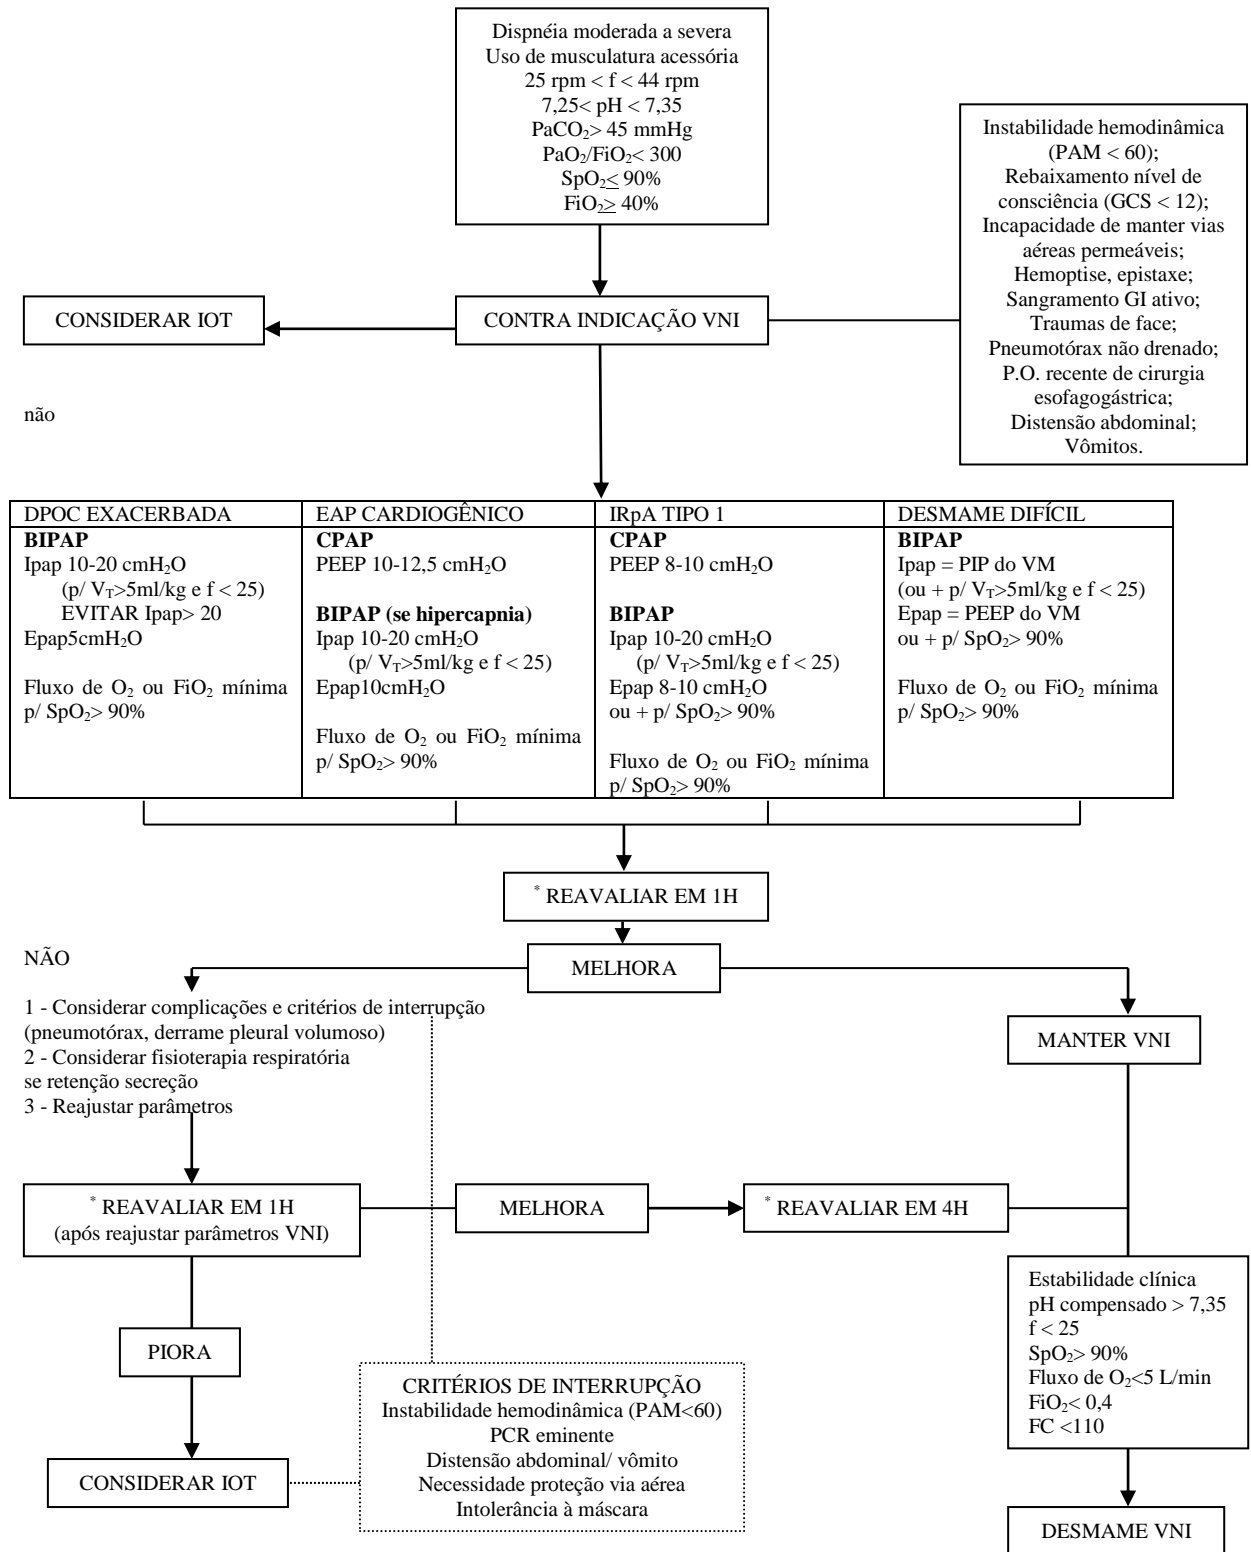 Dispnéia moderada a severa
Uso de musculatura acessória
25 rpm < f < 44 rpm
7,25< pH < 7,35
PaCO₂> 45 mmHg
PaO₂/FiO₂< 300
SpO₂≤ 90%
FiO₂≥ 40%
Instabilidade hemodinâmica
(PAM < 60);
Rebaixamento nível de
consciência (GCS < 12);
Incapacidade de manter vias
aéreas permeáveis;
Hemoptise, epistaxe;
Sangramento GI ativo;
Traumas de face;
Pneumotórax não drenado;
P.O. recente de cirurgia
esofagogástrica;
Distensão abdominal;
Vômitos.
CONSIDERAR IOT
CONTRA INDICAÇÃO VNI
não
DPOC EXACERBADA
BIPAP
Ipap 10-20 cmH₂O
(p/ V_T>5ml/kg e f < 25)
EVITAR Ipap> 20
Epap5cmH₂O
Fluxo de O₂ ou FiO₂ mínima
p/ SpO₂> 90%
EAP CARDIOGÊNICO
CPAP
PEEP 10-12,5 cmH₂O
BIPAP (se hipercapnia)
Ipap 10-20 cmH₂O
(p/ V_T>5ml/kg e f < 25)
Epap10cmH₂O
Fluxo de O₂ ou FiO₂ mínima
p/ SpO₂> 90%
IRpA TIPO 1
CPAP
PEEP 8-10 cmH₂O
BIPAP
Ipap 10-20 cmH₂O
(p/ V_T>5ml/kg e f < 25)
Epap 8-10 cmH₂O
ou + p/ SpO₂> 90%
Fluxo de O₂ ou FiO₂ mínima
p/ SpO₂> 90%
DESMAME DIFÍCIL
BIPAP
Ipap = PIP do VM
(ou + p/ V_T>5ml/kg e f < 25)
Epap = PEEP do VM
ou + p/ SpO₂> 90%
Fluxo de O₂ ou FiO₂ mínima
p/ SpO₂> 90%
* REAVALIAR EM 1H
MELHORA
NÃO
1 - Considerar complicações e critérios de interrupção
(pneumotórax, derrame pleural volumoso)
2 - Considerar fisioterapia respiratória
se retenção secreção
3 - Reajustar parâmetros
MANTER VNI
* REAVALIAR EM 1H
(após reajustar parâmetros VNI)
MELHORA
* REAVALIAR EM 4H
Estabilidade clínica
pH compensado > 7,35
f < 25
SpO₂> 90%
Fluxo de O₂<5 L/min
FiO₂< 0,4
FC <110
PIORA
CRITÉRIOS DE INTERRUPÇÃO
Instabilidade hemodinâmica (PAM<60)
PCR eminente
Distensão abdominal/ vômito
Necessidade proteção via aérea
Intolerância à máscara
CONSIDERAR IOT
DESMAME VNI